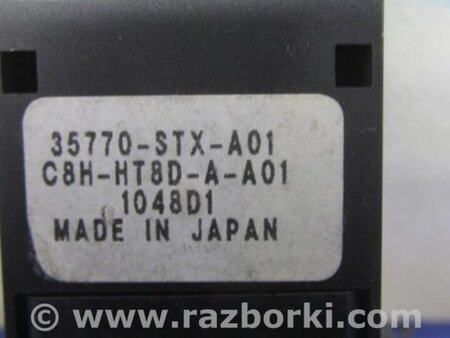 35770-STX-A01
C8H-HT8D-A-A01
1048D1
MADE IN JAPAN
© www.razborki.com